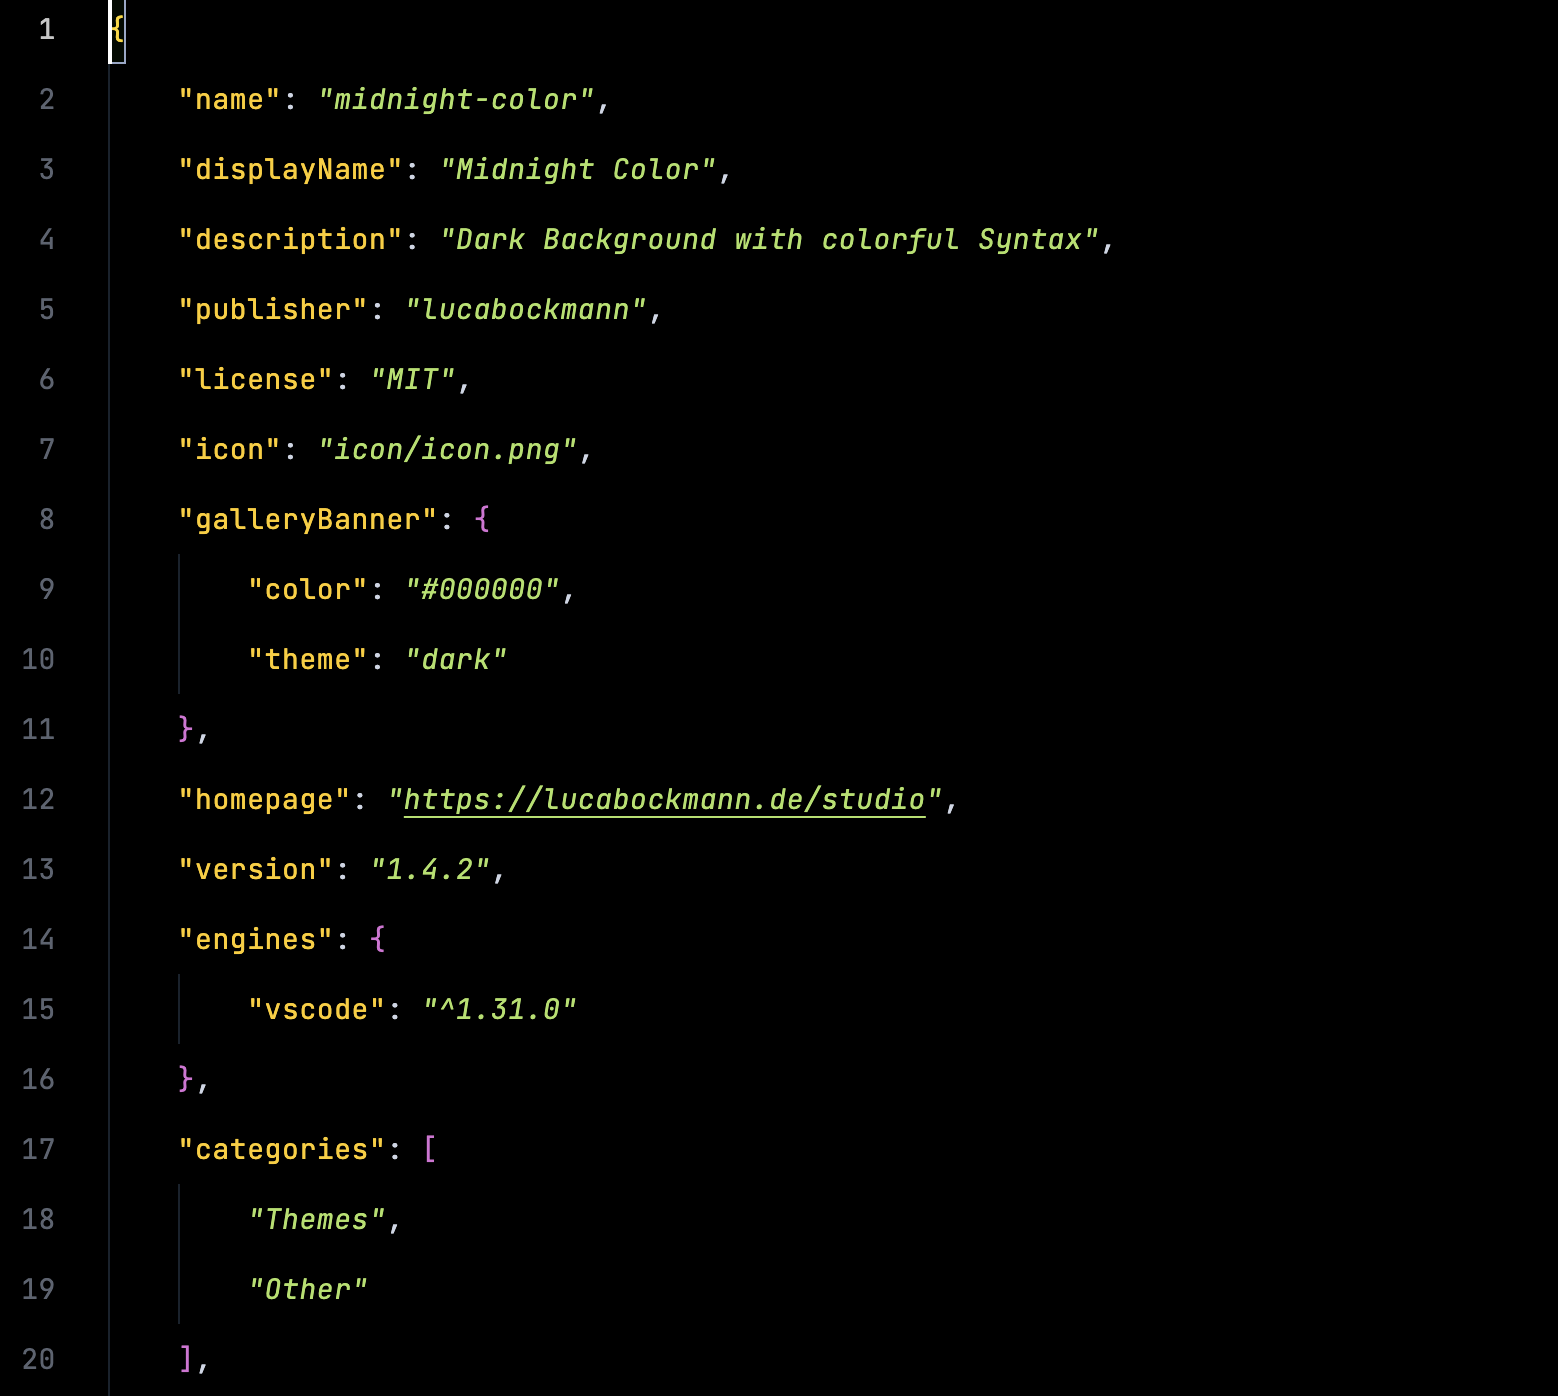 1 {
2     "name": "midnight-color",
3     "displayName": "Midnight Color",
4     "description": "Dark Background with colorful Syntax",
5     "publisher": "lucabockmann",
6     "license": "MIT",
7     "icon": "icon/icon.png",
8     "galleryBanner": {
9         "color": "#000000",
10         "theme": "dark"
11     },
12     "homepage": "https://lucabockmann.de/studio",
13     "version": "1.4.2",
14     "engines": {
15         "vscode": "^1.31.0"
16     },
17     "categories": [
18         "Themes",
19         "Other"
20     ],